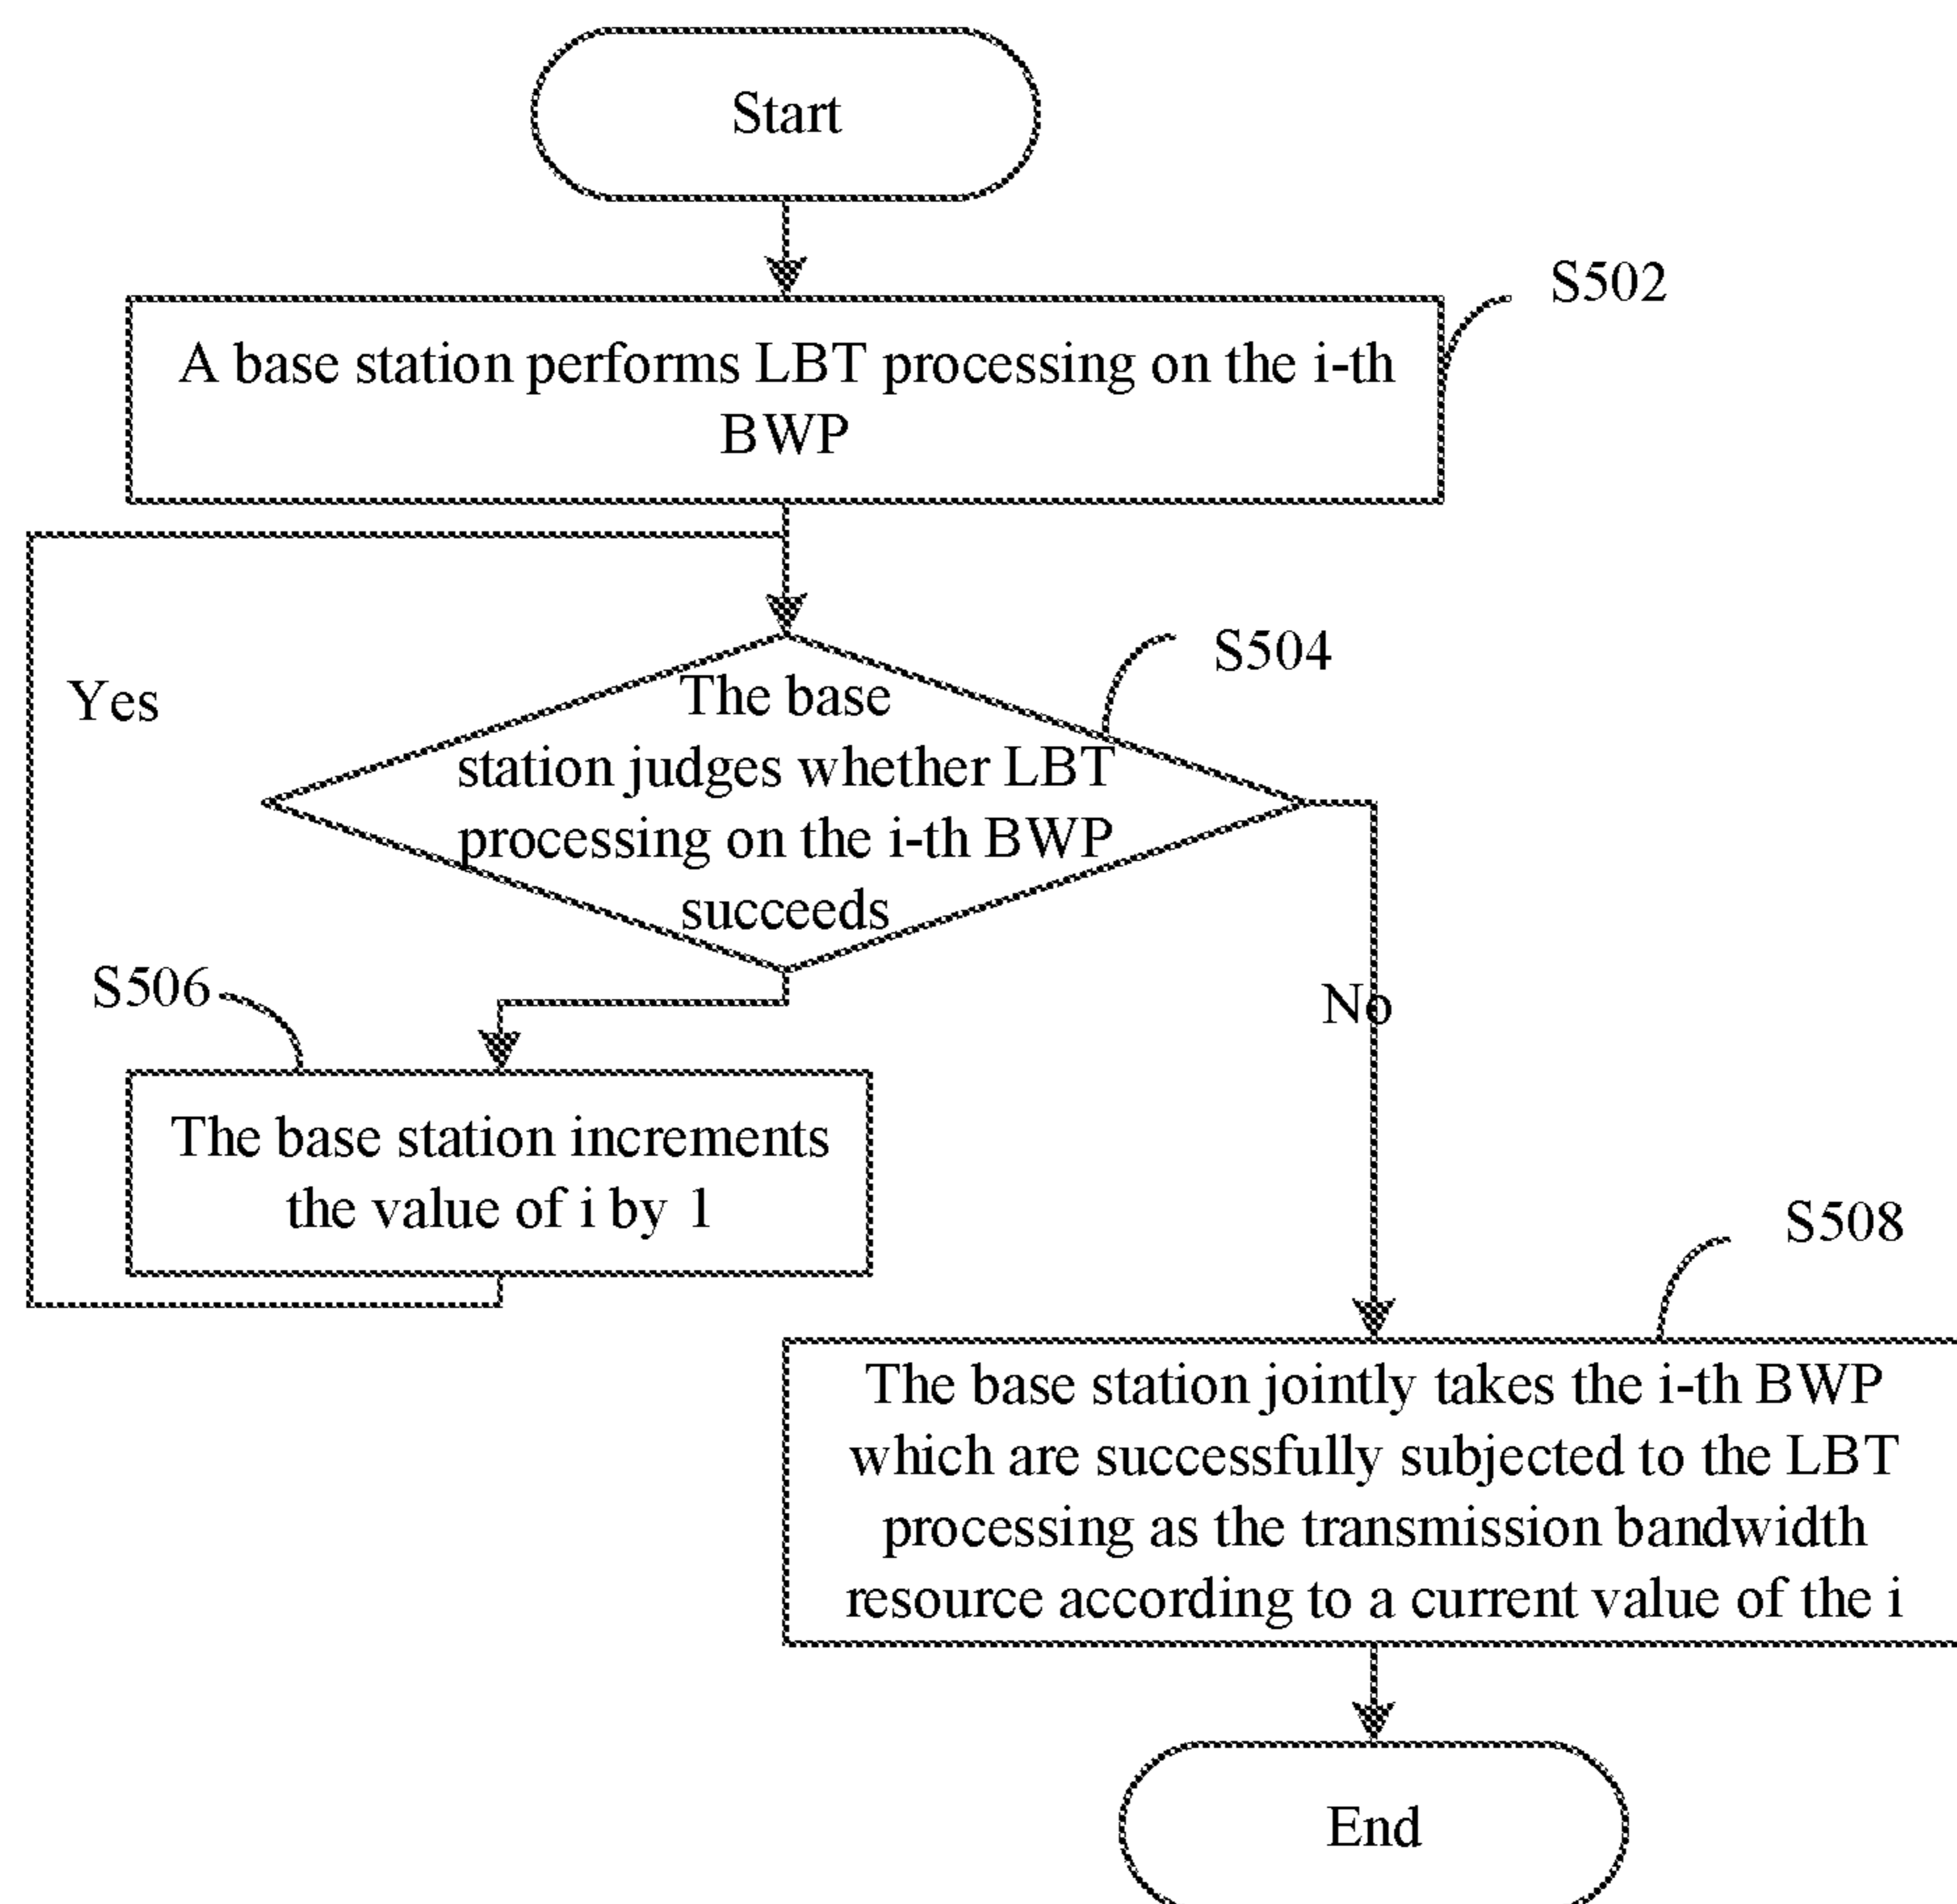 Start
S502
A base station performs LBT processing on the i-th
BWP
S504
Yes
The base
station judges whether LBT
processing on the i-th BWP
succeeds
S506
No
The base station increments
the value of i by 1
S508
The base station jointly takes the i-th BWP
which are successfully subjected to the LBT
processing as the transmission bandwidth
resource according to a current value of the i
End